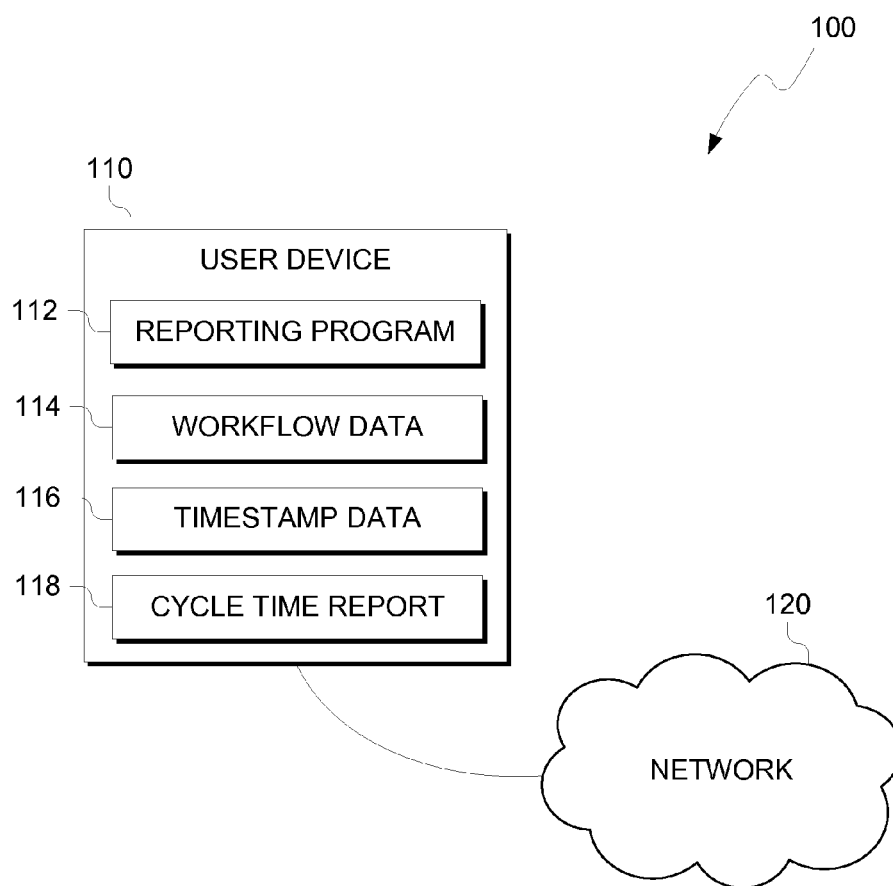 100
110
USER DEVICE
112
REPORTING PROGRAM
114
WORKFLOW DATA
116
TIMESTAMP DATA
118
CYCLE TIME REPORT
120
NETWORK